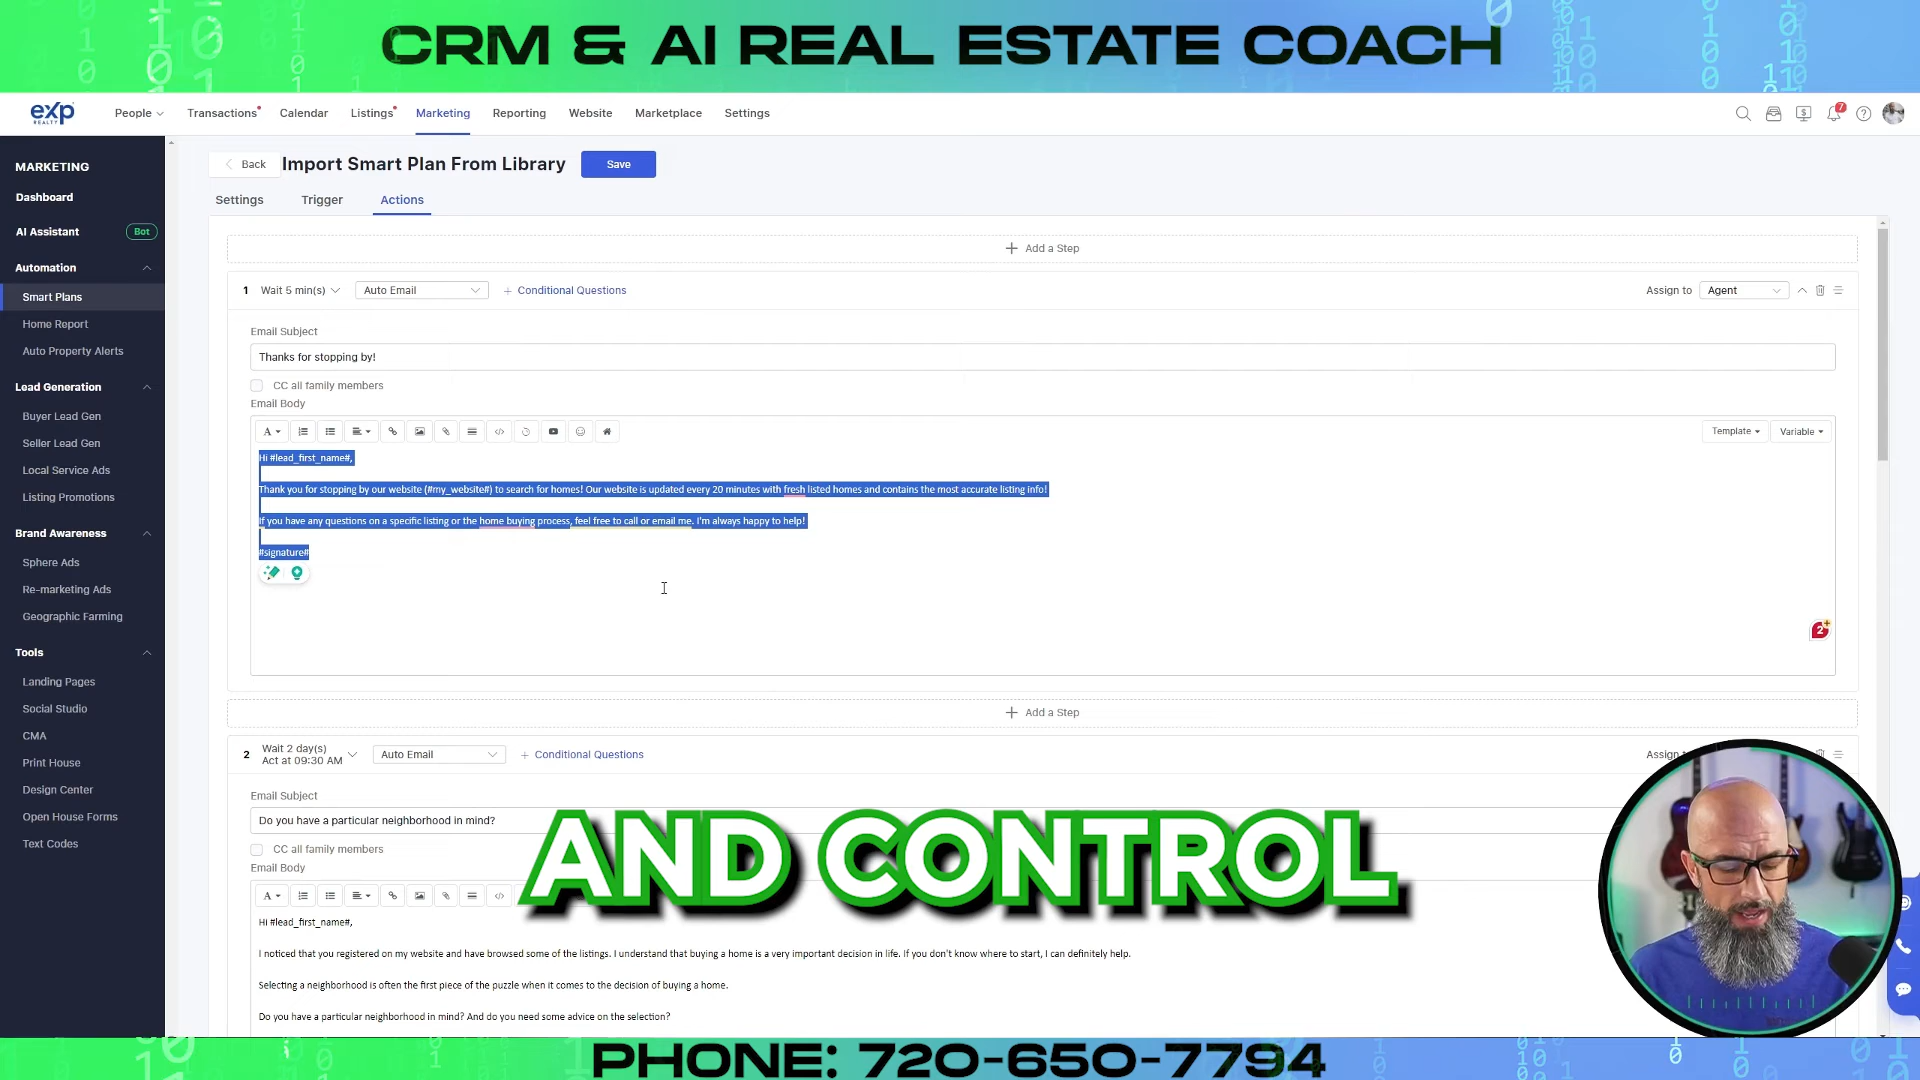 CRM & AI REAL ESTATE COACH
exp
REALTY
People
Transactions
Calendar
Listings
Marketing
Reporting
Website
Marketplace
Settings
7
MARKETING
Dashboard
AI Assistant
Bot
Automation
Smart Plans
Home Report
Auto Property Alerts
Lead Generation
Buyer Lead Gen
Seller Lead Gen
Local Service Ads
Listing Promotions
Brand Awareness
Sphere Ads
Re-marketing Ads
Geographic Farming
Tools
Landing Pages
Social Studio
CMA
Print House
Design Center
Open House Forms
Text Codes
Back
Import Smart Plan From Library
Save
Settings
Trigger
Actions
Add a Step
1 Wait 5 min(s)
Auto Email
Conditional Questions
Assign to
Agent
Email Subject
Thanks for stopping by!
CC all family members
Email Body
Template
Variable
Hi #lead_first_name#,
Thank you for stopping by our website (#my_website#) to search for homes! Our website is updated every 20 minutes with fresh listed homes and contains the most accurate listing info!
If you have any questions on a specific listing or the home buying process, feel free to call or email me. I'm always happy to help!
#signature#
2
Add a Step
2 Wait 2 day(s)
Act at 09:30 AM
Auto Email
Conditional Questions
Email Subject
Do you have a particular neighborhood in mind?
CC all family members
Email Body
AND CONTROL
Hi #lead_first_name#,
I noticed that you registered on my website and have browsed some of the listings. I understand that buying a home is a very important decision in life. If you don't know where to start, I can definitely help.
Selecting a neighborhood is often the first piece of the puzzle when it comes to the decision of buying a home.
Do you have a particular neighborhood in mind? And do you need some advice on the selection?
PHONE: 720-650-7794